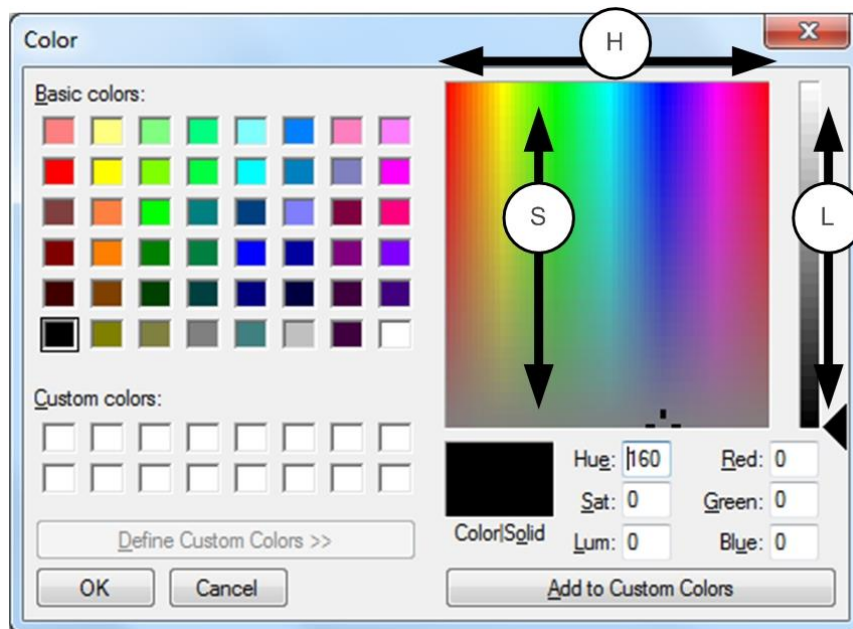 Color
H
Basic colors:
S
L
Custom colors:
Hue: 160 Red: 0
Sat: 0 Green: 0
Color|Solid Lum: 0 Blue: 0
Define Custom Colors >>
OK Cancel Add to Custom Colors